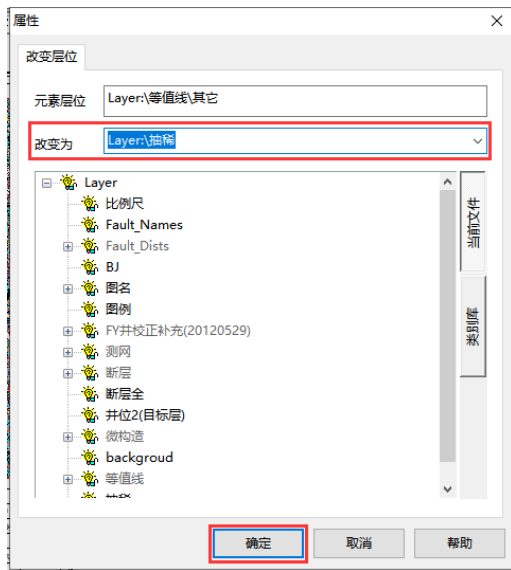 属性
改变层位
元素层位 Layer:\等值线\其它
改变为 Layer:\抽稀
Layer
比例尺
Fault_Names
Fault_Dists
BJ
图名
图例
FY井校正补充(20120529)
测网
断层
断层全
井位2(目标层)
微构造
backgroud
等值线
抽稀
当前文件
类别库
确定 取消 帮助